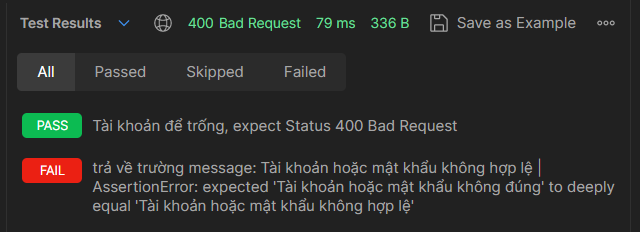 Test Results 400 Bad Request 79 ms 336 B Save as Example
All Passed Skipped Failed
PASS Tài khoản để trống, expect Status 400 Bad Request
FAIL trả về trường message: Tài khoản hoặc mật khẩu không hợp lệ |
AssertionError: expected 'Tài khoản hoặc mật khẩu không đúng' to deeply
equal 'Tài khoản hoặc mật khẩu không hợp lệ'